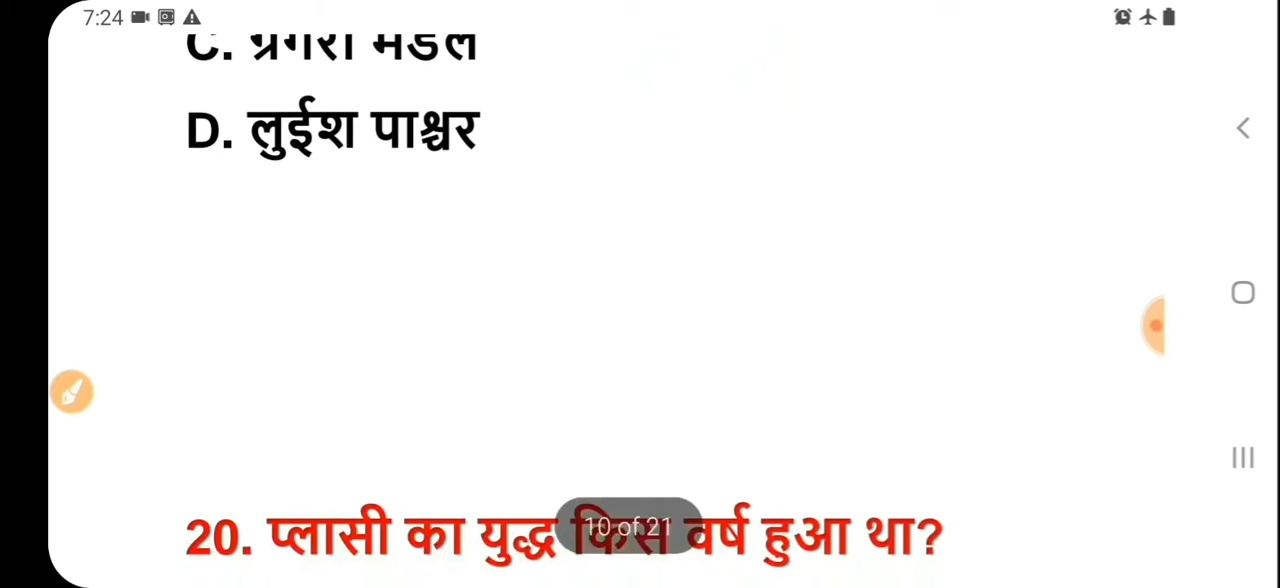 7:24
D. लुईश पाश्चर
20. प्लासी का युद्ध किस वर्ष हुआ था?
10 of 21